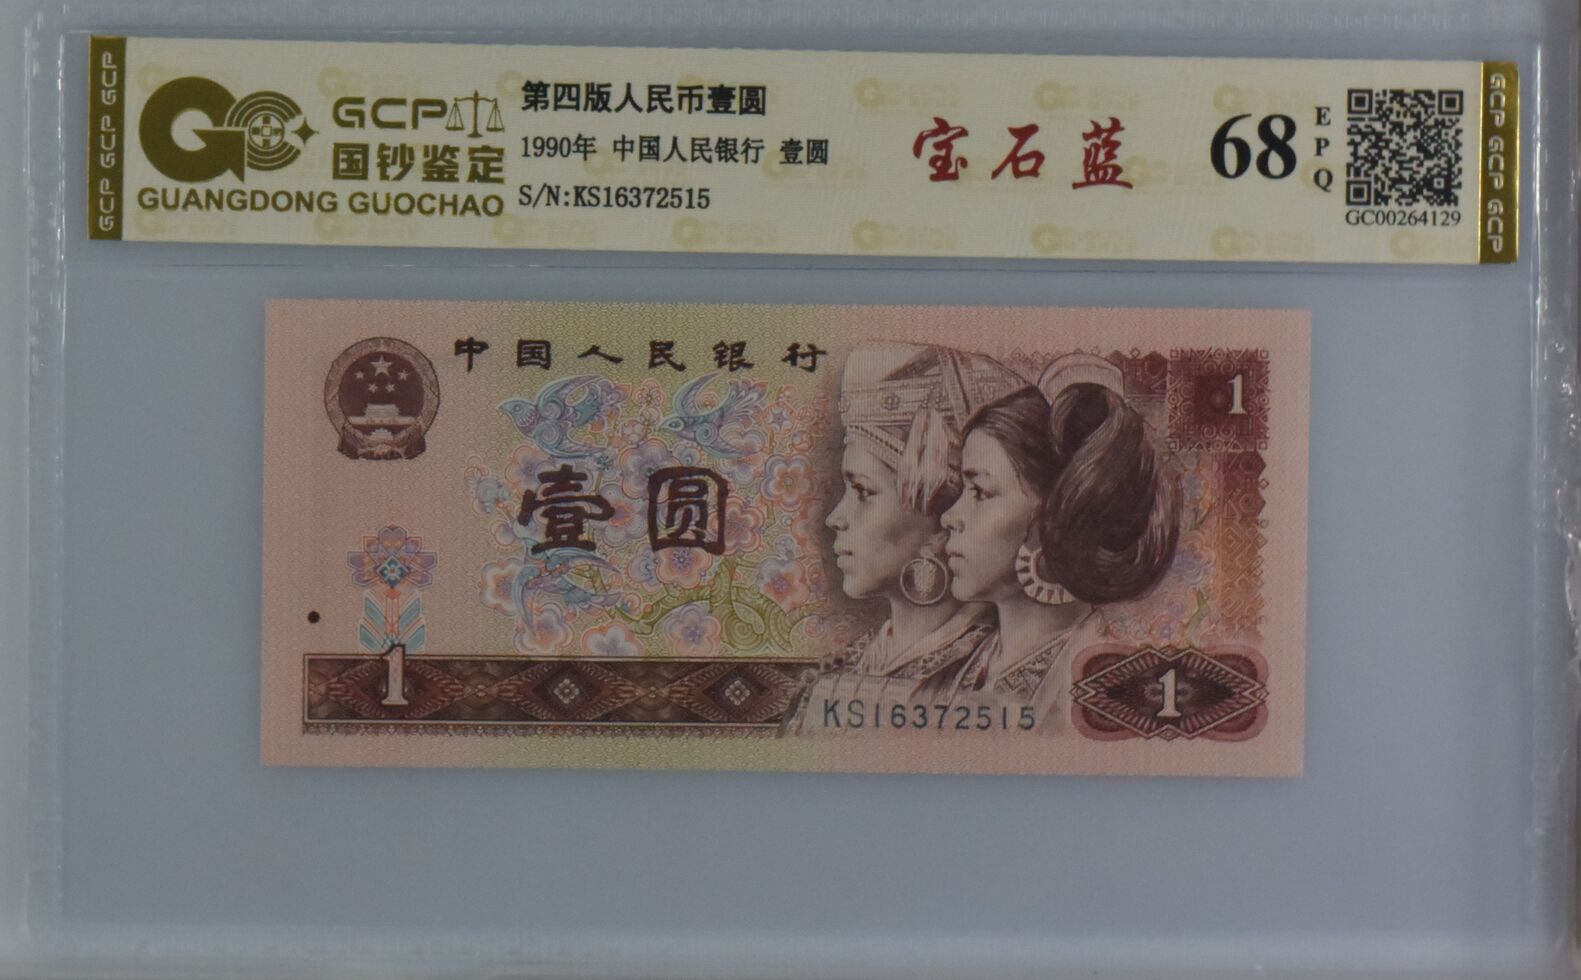 GCP GCP GCP
GCP
国钞鉴定
GUANGDONG GUOCHAO
第四版人民币壹圆
1990年 中国人民银行 壹圆
S/N:KS16372515
宝石蓝
68
EPQ
GC00264129
GCP GCP GCP
中国人民银行
1
壹圆
1
KS16372515
1